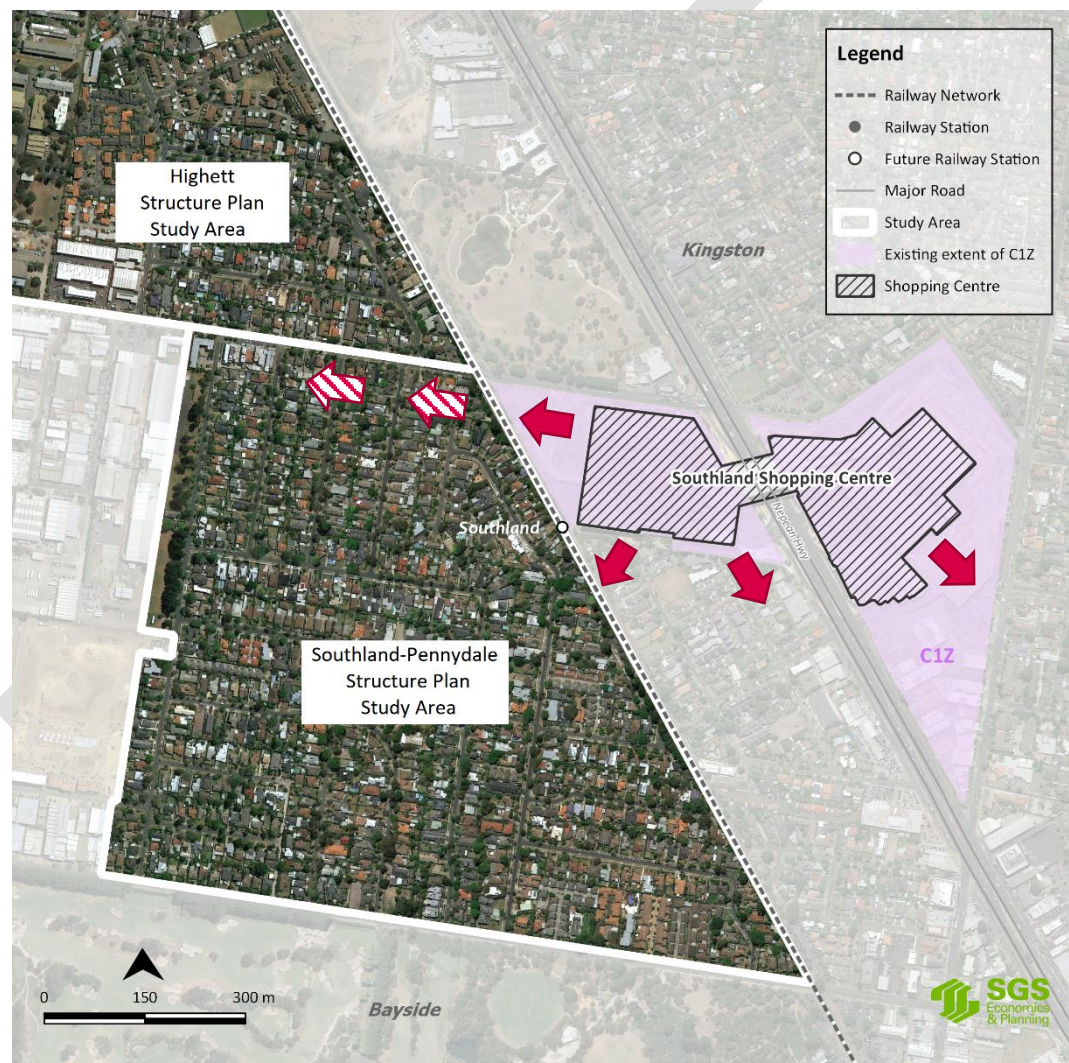 Legend
Railway Network
Railway Station
Future Railway Station
Major Road
Study Area
Existing extent of C1Z
Shopping Centre
Highett
Structure Plan
Study Area
Kingston
Southland Shopping Centre
Nepean Hwy
Southland
C1Z
Southland-Pennydale
Structure Plan
Study Area
0 150 300 m
Bayside
SGS
Economics
& Planning